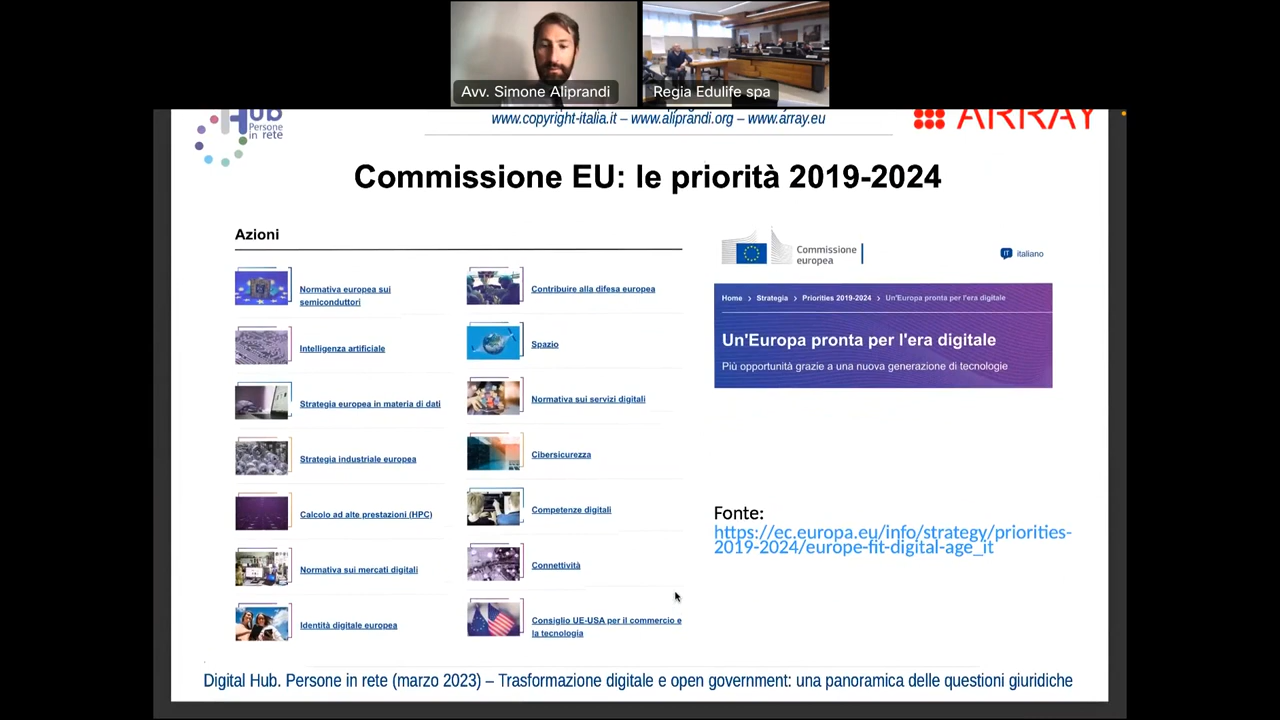 Avv. Simone Aliprandi
Regia Edulife spa
Hub
Persone
in rete
www.copyright-italia.it – www.aliprandi.org – www.array.eu
ARRAY
Commissione EU: le priorità 2019-2024
Azioni
Normativa europea sui
semiconduttori
Intelligenza artificiale
Strategia europea in materia di dati
Strategia industriale europea
Calcolo ad alte prestazioni (HPC)
Normativa sui mercati digitali
Identità digitale europea
Contribuire alla difesa europea
Spazio
Normativa sui servizi digitali
Cibersicurezza
Competenze digitali
Connettività
Consiglio UE-USA per il commercio e
la tecnologia
Commissione
europea
IT italiano
Home > Strategia > Priorities 2019-2024 > Un'Europa pronta per l'era digitale
Un'Europa pronta per l'era digitale
Più opportunità grazie a una nuova generazione di tecnologie
Fonte:
https://ec.europa.eu/info/strategy/priorities-
2019-2024/europe-fit-digital-age_it
Digital Hub. Persone in rete (marzo 2023) – Trasformazione digitale e open government: una panoramica delle questioni giuridiche